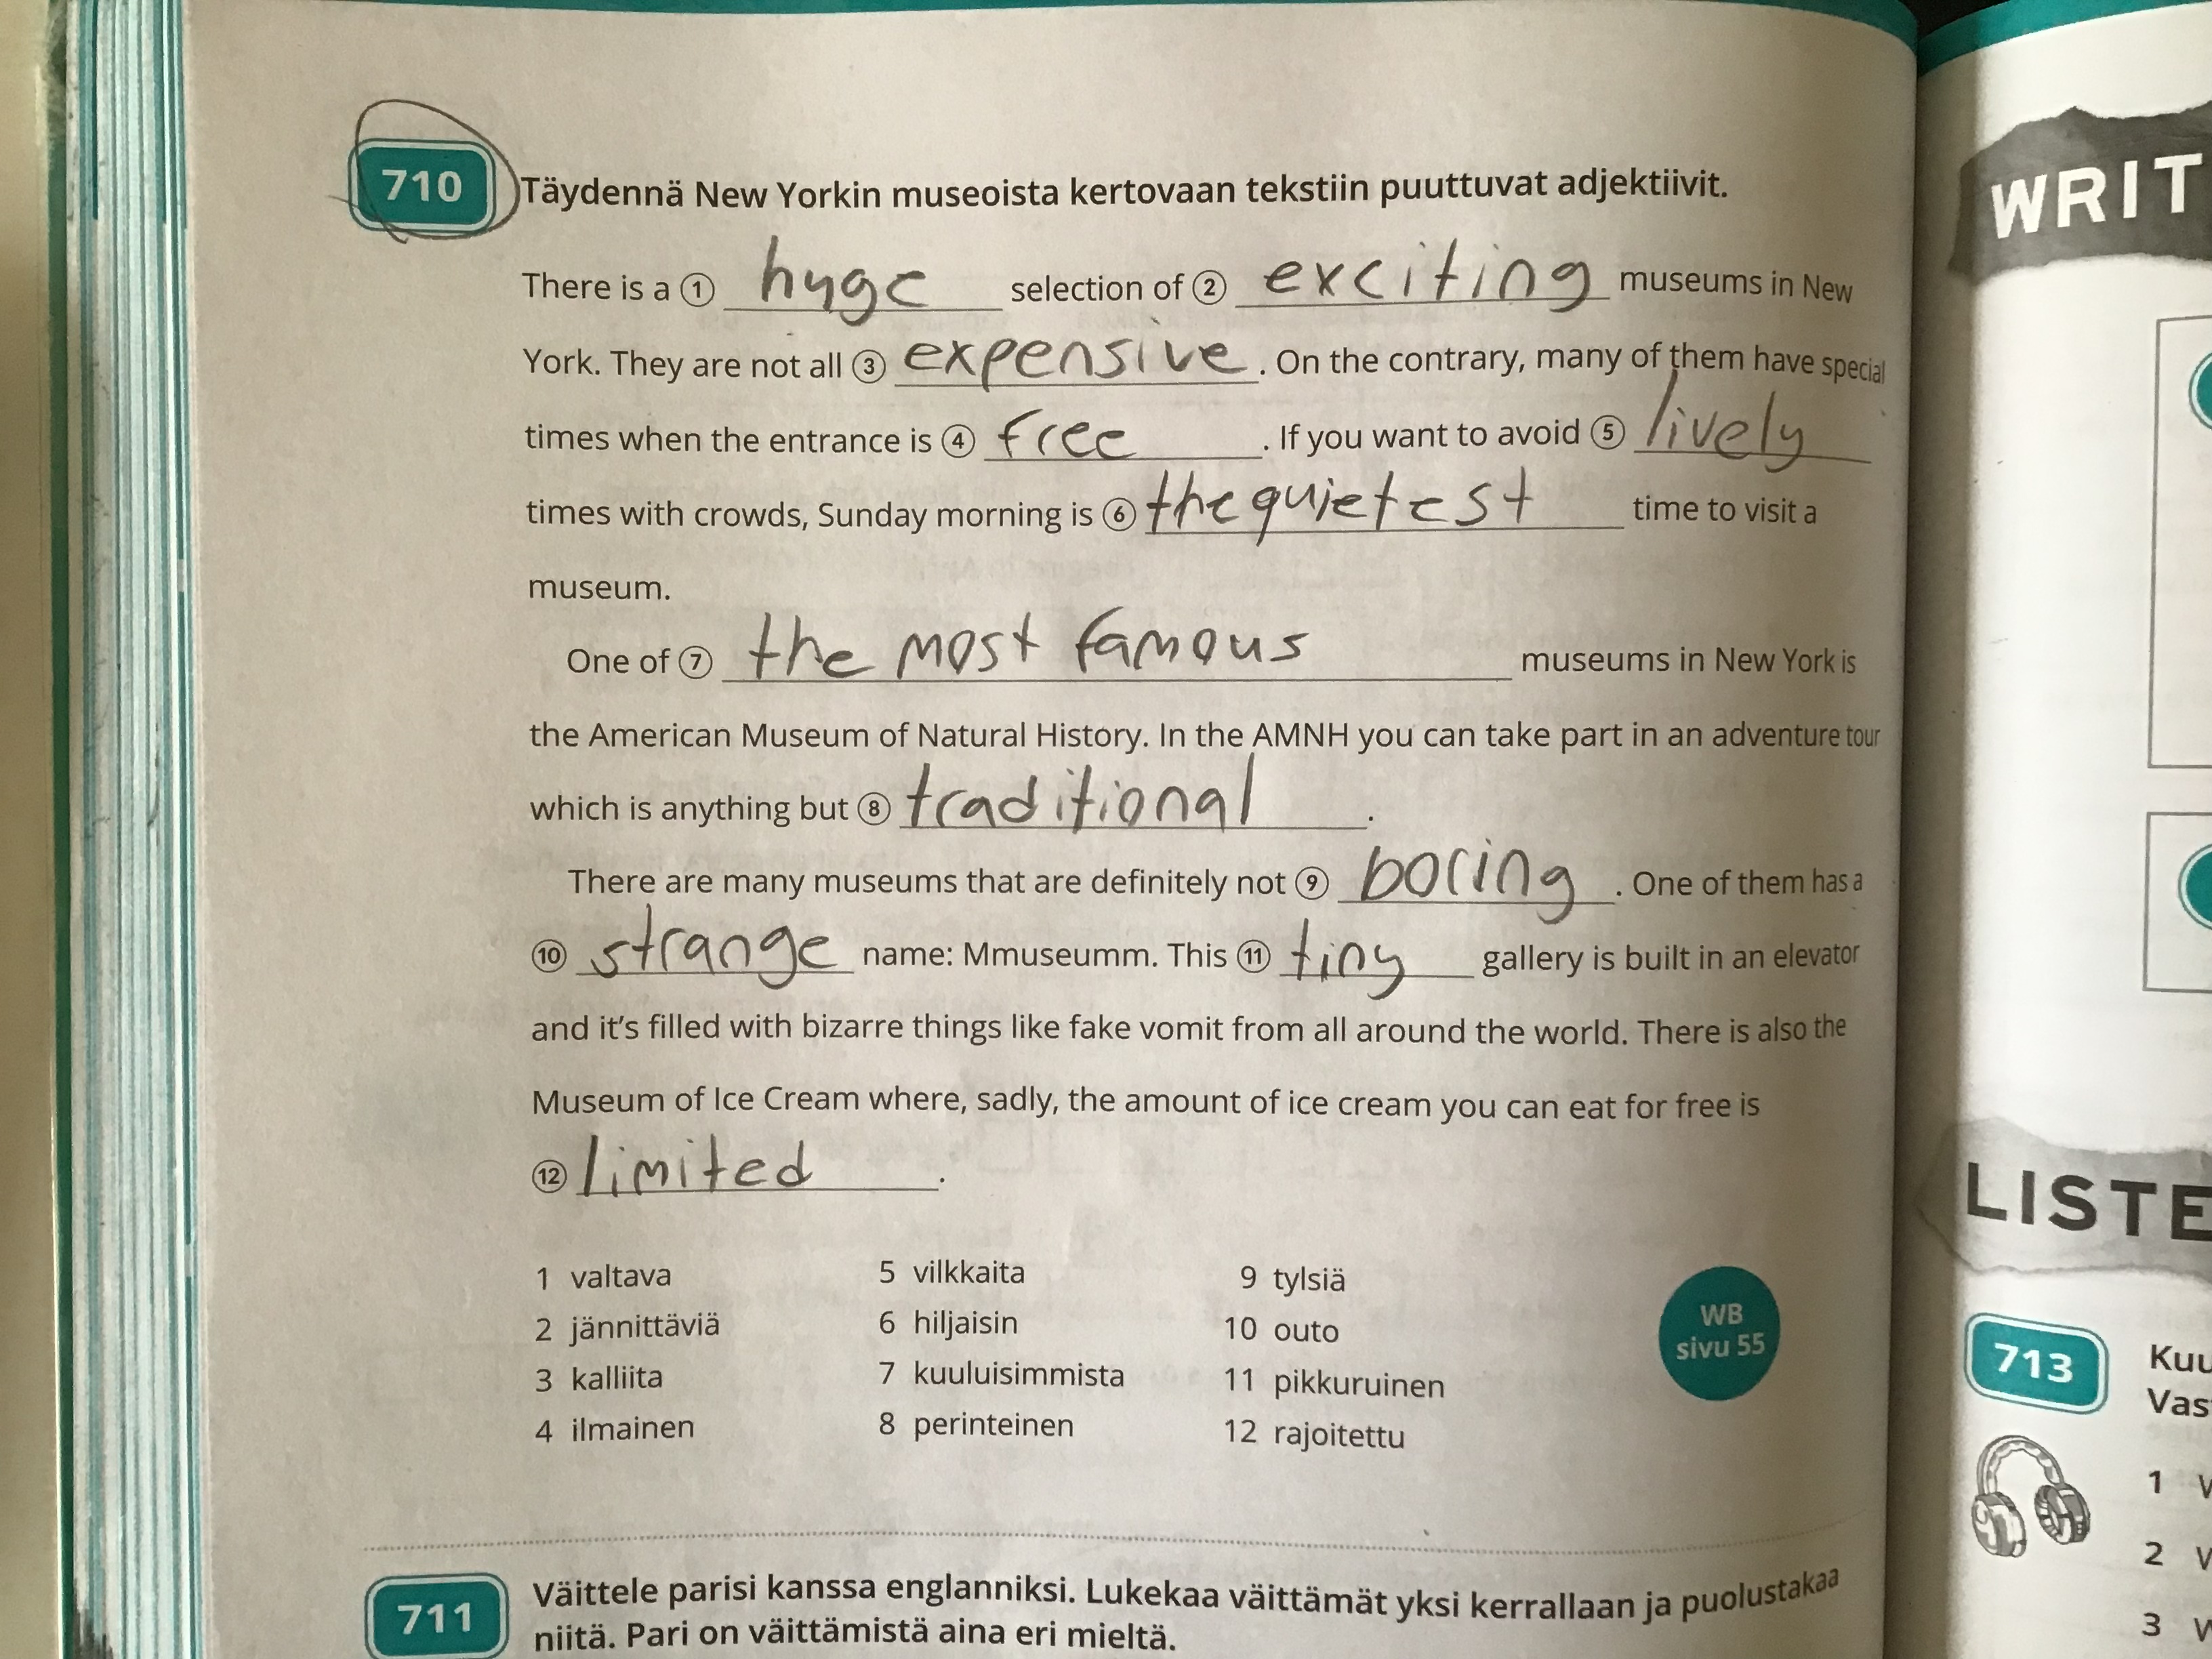 710 Täydennä New Yorkin museoista kertovaan tekstiin puuttuvat adjektiivit.
There is a ① hyge selection of ② exciting museums in New
York. They are not all ③ expensive. On the contrary, many of them have special
times when the entrance is ④ free. If you want to avoid ⑤ lively
times with crowds, Sunday morning is ⑥ the quietest time to visit a
museum.
One of ⑦ the most famous museums in New York is
the American Museum of Natural History. In the AMNH you can take part in an adventure tour
which is anything but ⑧ traditional.
There are many museums that are definitely not ⑨ boring. One of them has a
⑩ strange name: Mmuseumm. This ⑪ tiny gallery is built in an elevator
and it's filled with bizarre things like fake vomit from all around the world. There is also the
Museum of Ice Cream where, sadly, the amount of ice cream you can eat for free is
⑫ limited.
1 valtava
2 jännittäviä
3 kalliita
4 ilmainen
5 vilkkaita
6 hiljaisin
7 kuuluisimmista
8 perinteinen
9 tylsiä
10 outo
11 pikkuruinen
12 rajoitettu
WB
sivu 55
711 Väittele parisi kanssa englanniksi. Lukekaa väittämät yksi kerrallaan ja puolustakaa
niitä. Pari on väittämistä aina eri mieltä.
WRIT
LISTE
713 Kuu
Vas
1
2
3